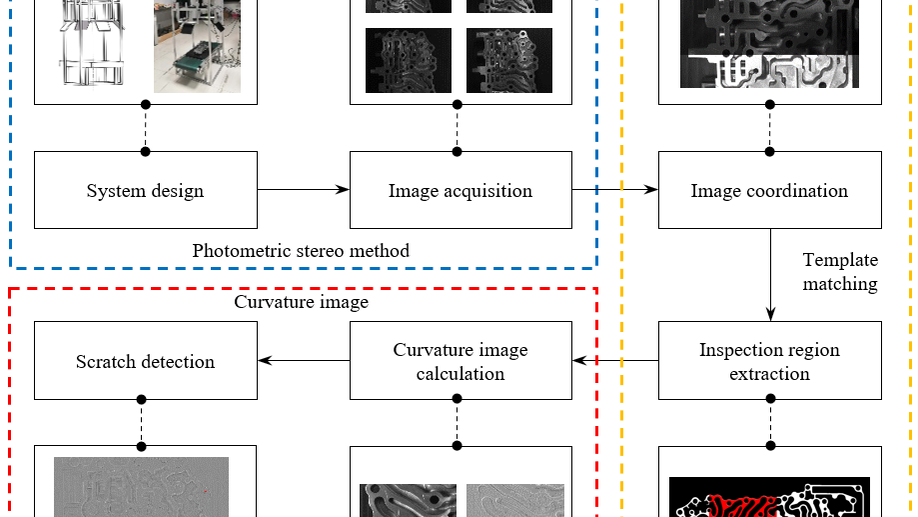 System design
Image acquisition
Image coordination
Photometric stereo method
Template
matching
Curvature image
Scratch detection
Curvature image
calculation
Inspection region
extraction